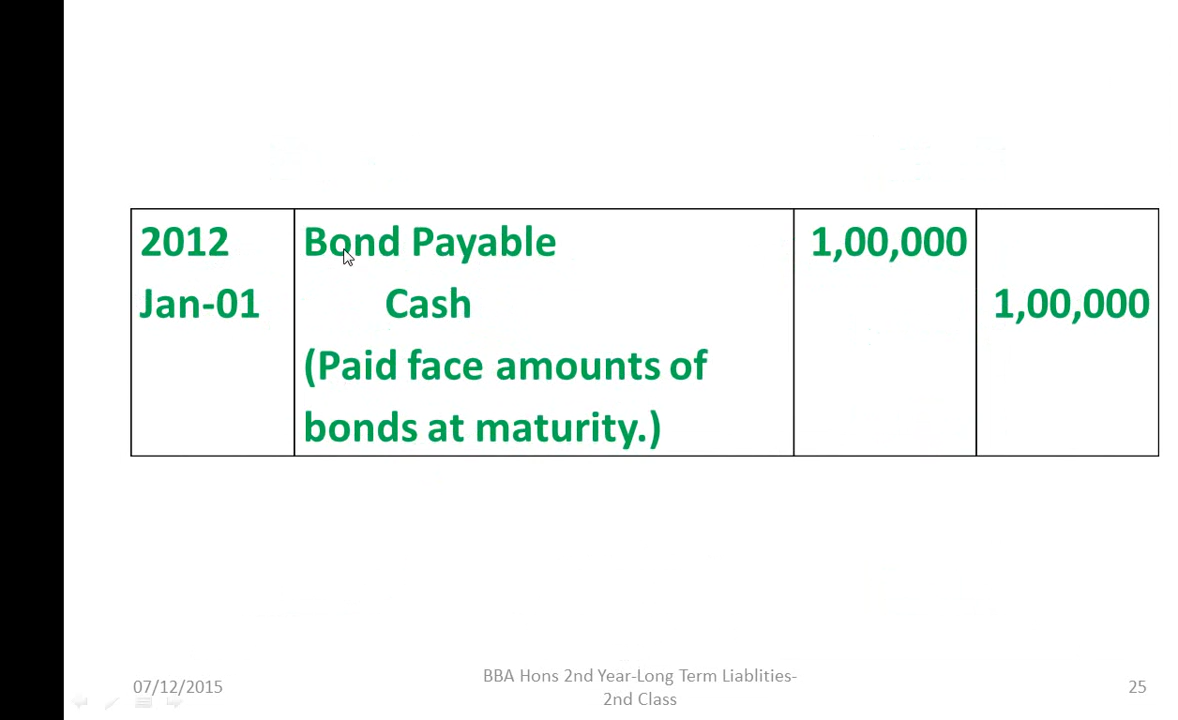 2012 Bond Payable 1,00,000
Jan-01 Cash 1,00,000
(Paid face amounts of
bonds at maturity.)
07/12/2015 BBA Hons 2nd Year-Long Term Liablities- 25
2nd Class